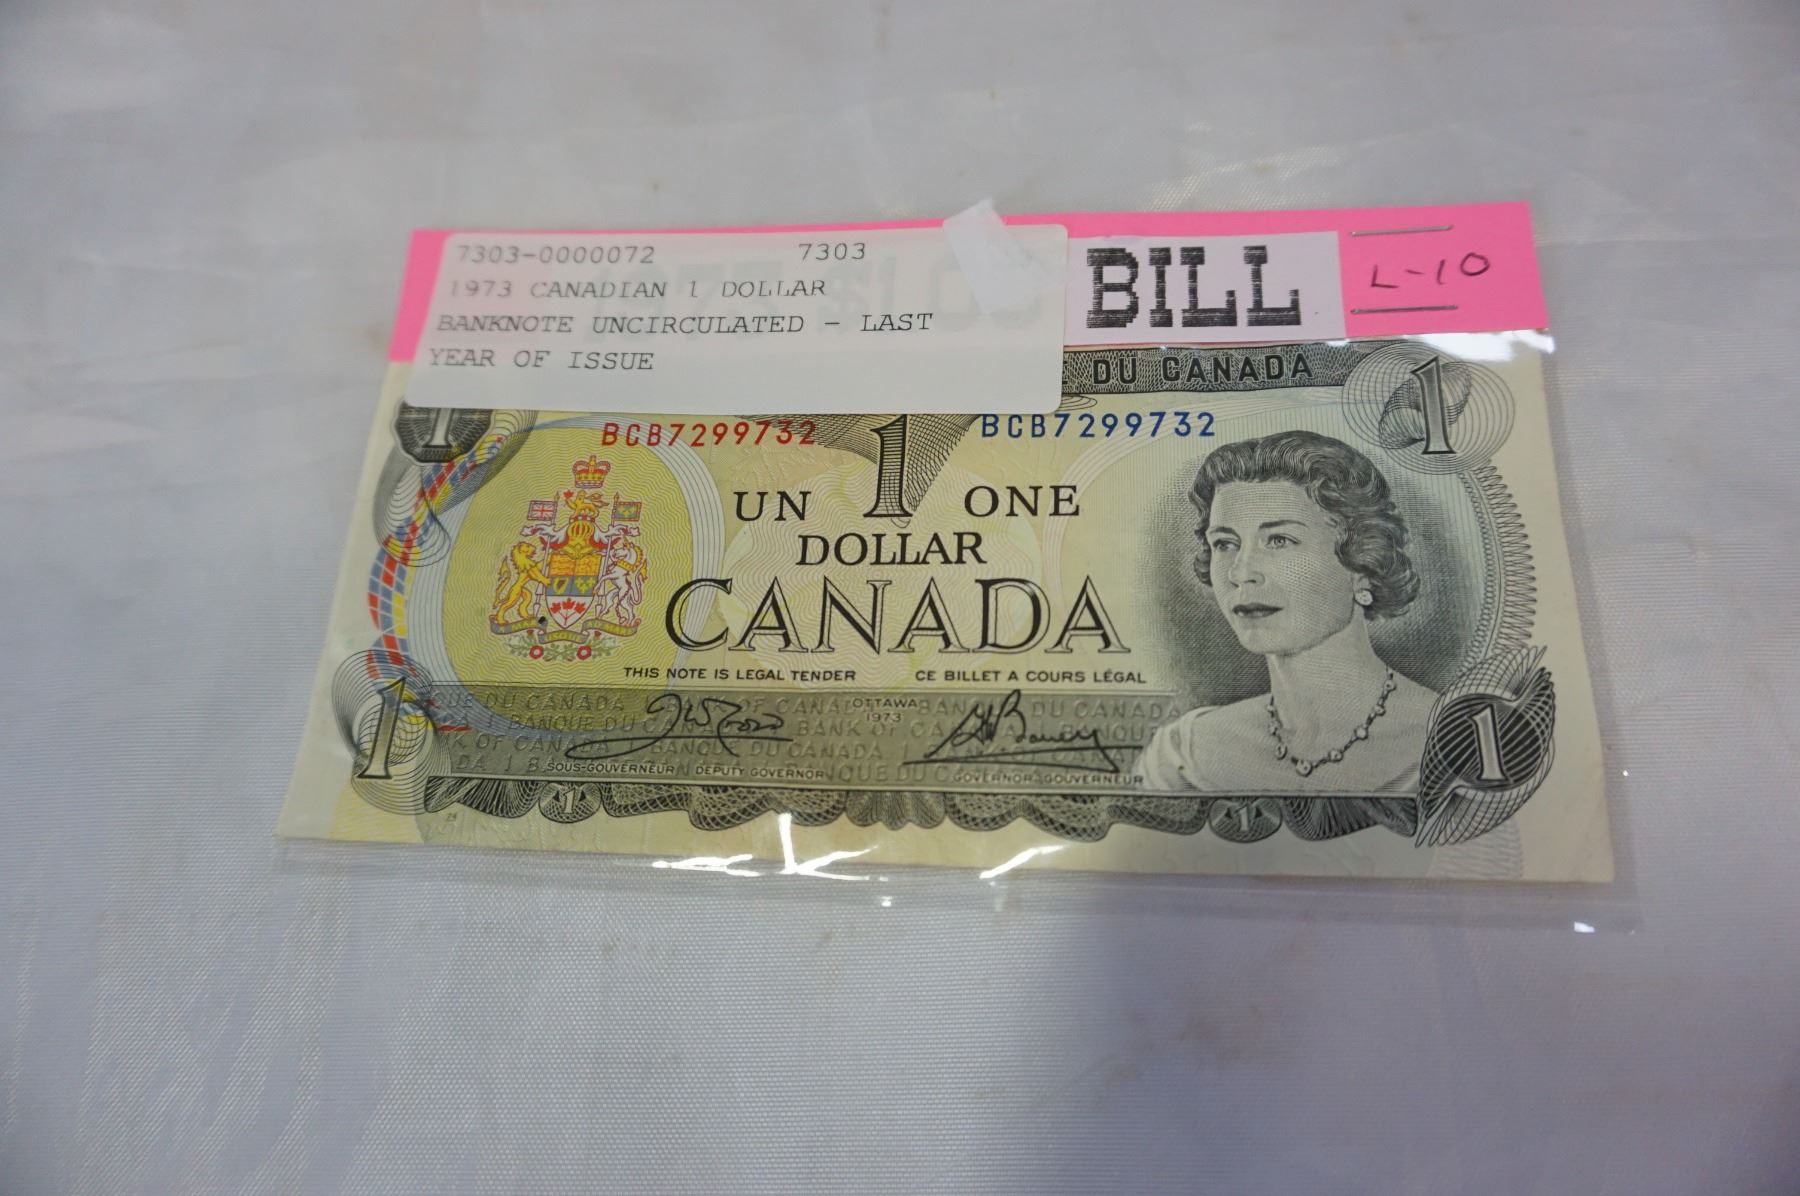 7303-0000072 7303
1973 CANADIAN 1 DOLLAR
BANKNOTE UNCIRCULATED - LAST
YEAR OF ISSUE
BILL
L-10
DU CANADA
1
1
BCB7299732
BCB7299732
UN 1 ONE
DOLLAR
CANADA
THIS NOTE IS LEGAL TENDER CE BILLET A COURS LÉGAL
OTTAWA
1973
SOUS-GOUVERNEUR DEPUTY GOVERNOR
GOVERNOR-GOUVERNEUR
1
1
1
1